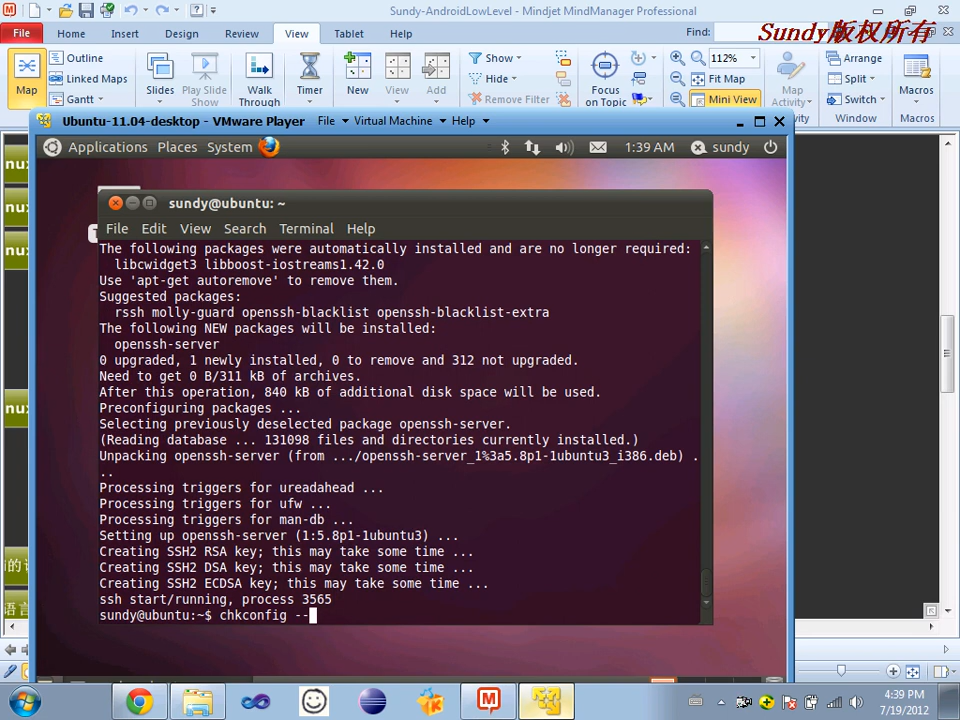 Sundy-AndroidLowLevel - Mindjet MindManager Professional
File Home Insert Design Review View Tablet Help Find:
Sundy版权所有
Map
Outline
Linked Maps
Gantt
Slides
Play Slide Show
Walk Through
Timer
New
View
Add
Show
Hide
Remove Filter
Focus on Topic
112%
Fit Map
Mini View
Map Activity
Arrange
Split
Switch
Window
Macros
Macros
Ubuntu-11.04-desktop - VMware Player File Virtual Machine Help
Applications Places System 1:39 AM sundy
sundy@ubuntu: ~
File Edit View Search Terminal Help
The following packages were automatically installed and are no longer required:
libcwidget3 libboost-iostreams1.42.0
Use 'apt-get autoremove' to remove them.
Suggested packages:
rssh molly-guard openssh-blacklist openssh-blacklist-extra
The following NEW packages will be installed:
openssh-server
0 upgraded, 1 newly installed, 0 to remove and 312 not upgraded.
Need to get 0 B/311 kB of archives.
After this operation, 840 kB of additional disk space will be used.
Preconfiguring packages ...
Selecting previously deselected package openssh-server.
(Reading database ... 131098 files and directories currently installed.)
Unpacking openssh-server (from .../openssh-server_1%3a5.8p1-1ubuntu3_i386.deb) .
..
Processing triggers for ureadahead ...
Processing triggers for ufw ...
Processing triggers for man-db ...
Setting up openssh-server (1:5.8p1-1ubuntu3) ...
Creating SSH2 RSA key; this may take some time ...
Creating SSH2 DSA key; this may take some time ...
Creating SSH2 ECDSA key; this may take some time ...
ssh start/running, process 3565
sundy@ubuntu:~$ chkconfig --
4:39 PM
7/19/2012